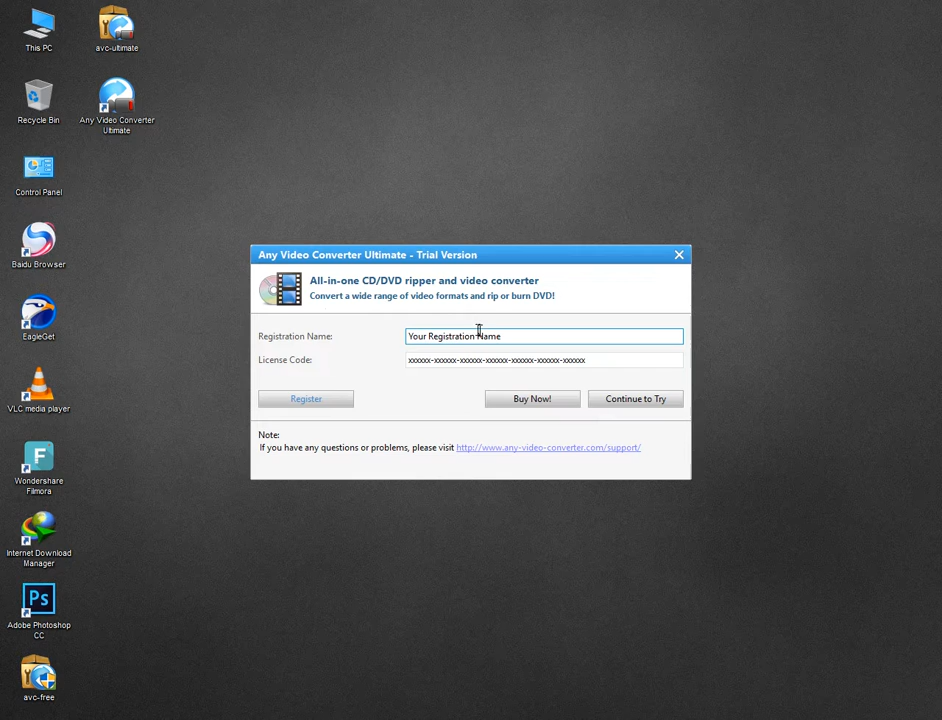 This PC
avc-ultimate
Recycle Bin
Any Video Converter
Ultimate
Control Panel
Baidu Browser
EagleGet
VLC media player
Wondershare
Filmora
Internet Download
Manager
Ps
Adobe Photoshop
CC
avc-free
Any Video Converter Ultimate - Trial Version
All-in-one CD/DVD ripper and video converter
Convert a wide range of video formats and rip or burn DVD!
Registration Name:
Your Registration Name
License Code:
xxxxxx-xxxxxx-xxxxxx-xxxxxx-xxxxxx-xxxxxx-xxxxxx
Register
Buy Now!
Continue to Try
Note:
If you have any questions or problems, please visit http://www.any-video-converter.com/support/